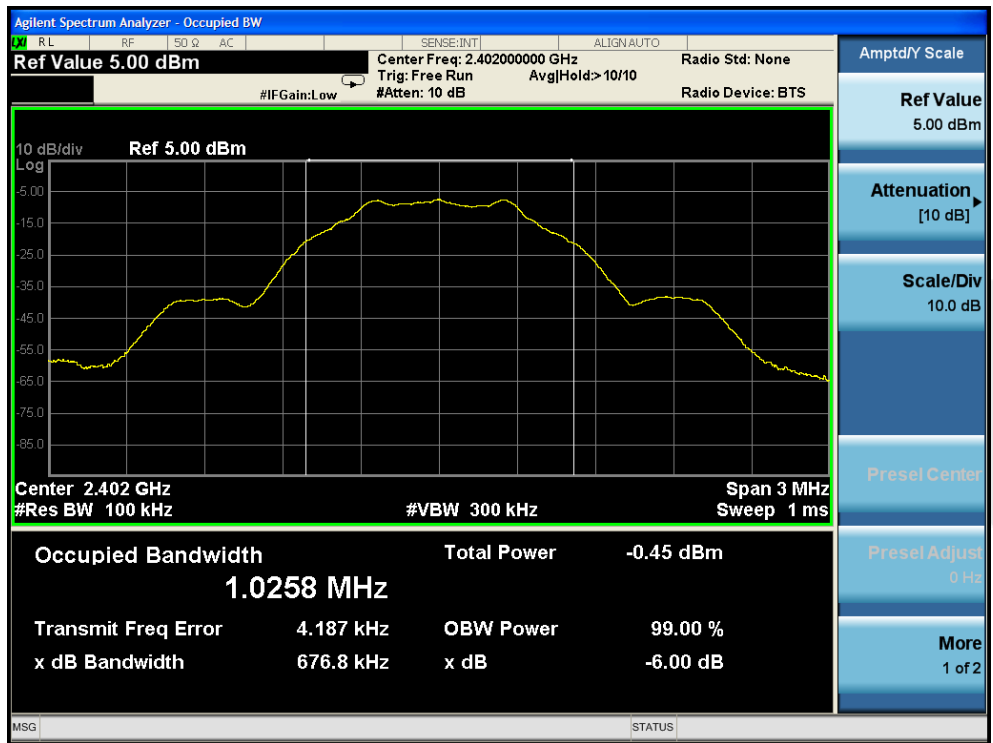 Agilent Spectrum Analyzer - Occupied BW
LXI RL RF 50 Ω AC SENSE:INT ALIGNAUTO
Ref Value 5.00 dBm
Center Freq: 2.402000000 GHz
Radio Std: None
Trig: Free Run Avg|Hold:> 10/10
#IFGain:Low
#Atten: 10 dB
Radio Device: BTS
10 dB/div Ref 5.00 dBm
Log
-5.00
-15.0
-25.0
-35.0
-45.0
-55.0
-65.0
-75.0
-85.0
Center 2.402 GHz
Span 3 MHz
#Res BW 100 kHz
#VBW 300 kHz
Sweep 1 ms
Occupied Bandwidth
Total Power -0.45 dBm
1.0258 MHz
Transmit Freq Error 4.187 kHz
OBW Power 99.00 %
x dB Bandwidth 676.8 kHz
x dB -6.00 dB
MSG
STATUS
Amptd/Y Scale
Ref Value
5.00 dBm
Attenuation
[10 dB]
Scale/Div
10.0 dB
Presel Center
Presel Adjust
0 Hz
More
1 of 2